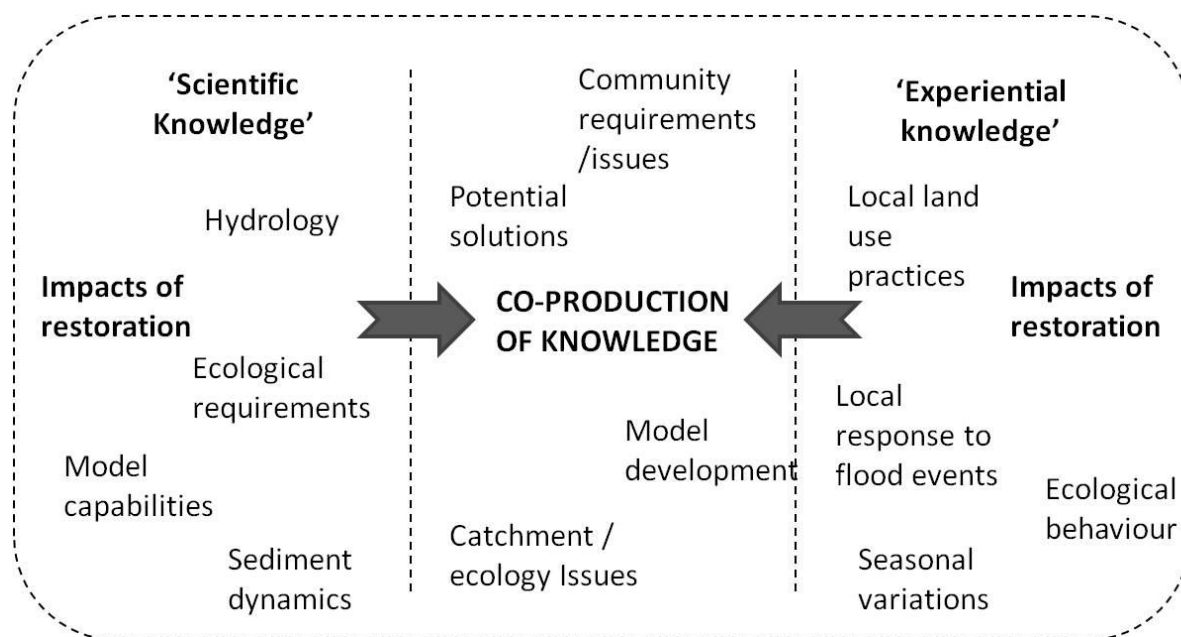 ‘Scientific
Knowledge’
Hydrology
Impacts of
restoration
Ecological
requirements
Model
capabilities
Sediment
dynamics
Community
requirements
/issues
Potential
solutions
CO-PRODUCTION
OF KNOWLEDGE
Model
development
Catchment /
ecology Issues
‘Experiential
knowledge’
Local land
use
practices
Impacts of
restoration
Local
response to
flood events
Ecological
behaviour
Seasonal
variations